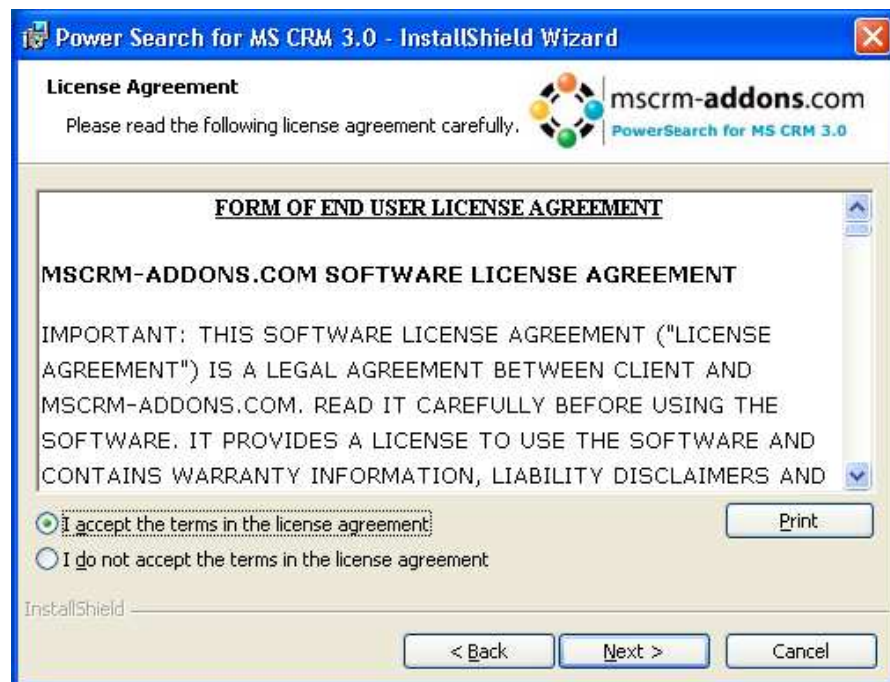 Power Search for MS CRM 3.0 - InstallShield Wizard
License Agreement
Please read the following license agreement carefully.
mscrm-addons.com
PowerSearch for MS CRM 3.0
FORM OF END USER LICENSE AGREEMENT
MSCRM-ADDONS.COM SOFTWARE LICENSE AGREEMENT
IMPORTANT: THIS SOFTWARE LICENSE AGREEMENT ("LICENSE
AGREEMENT") IS A LEGAL AGREEMENT BETWEEN CLIENT AND
MSCRM-ADDONS.COM. READ IT CAREFULLY BEFORE USING THE
SOFTWARE. IT PROVIDES A LICENSE TO USE THE SOFTWARE AND
CONTAINS WARRANTY INFORMATION, LIABILITY DISCLAIMERS AND
I accept the terms in the license agreement
Print
I do not accept the terms in the license agreement
InstallShield
< Back
Next >
Cancel